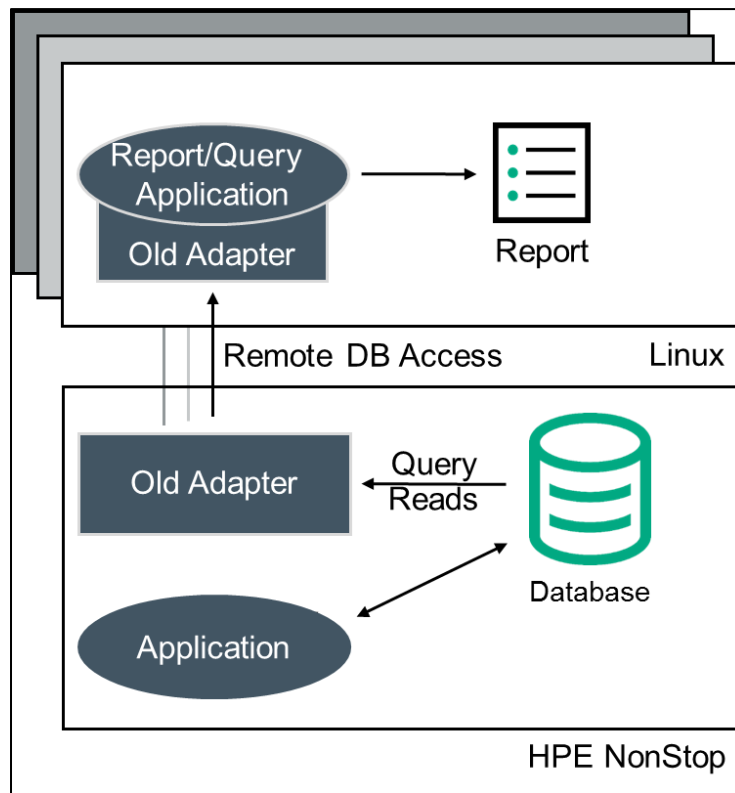 Report/Query
Application
Old Adapter
Report
Remote DB Access
Linux
Old Adapter
Query
Reads
Database
Application
HPE NonStop